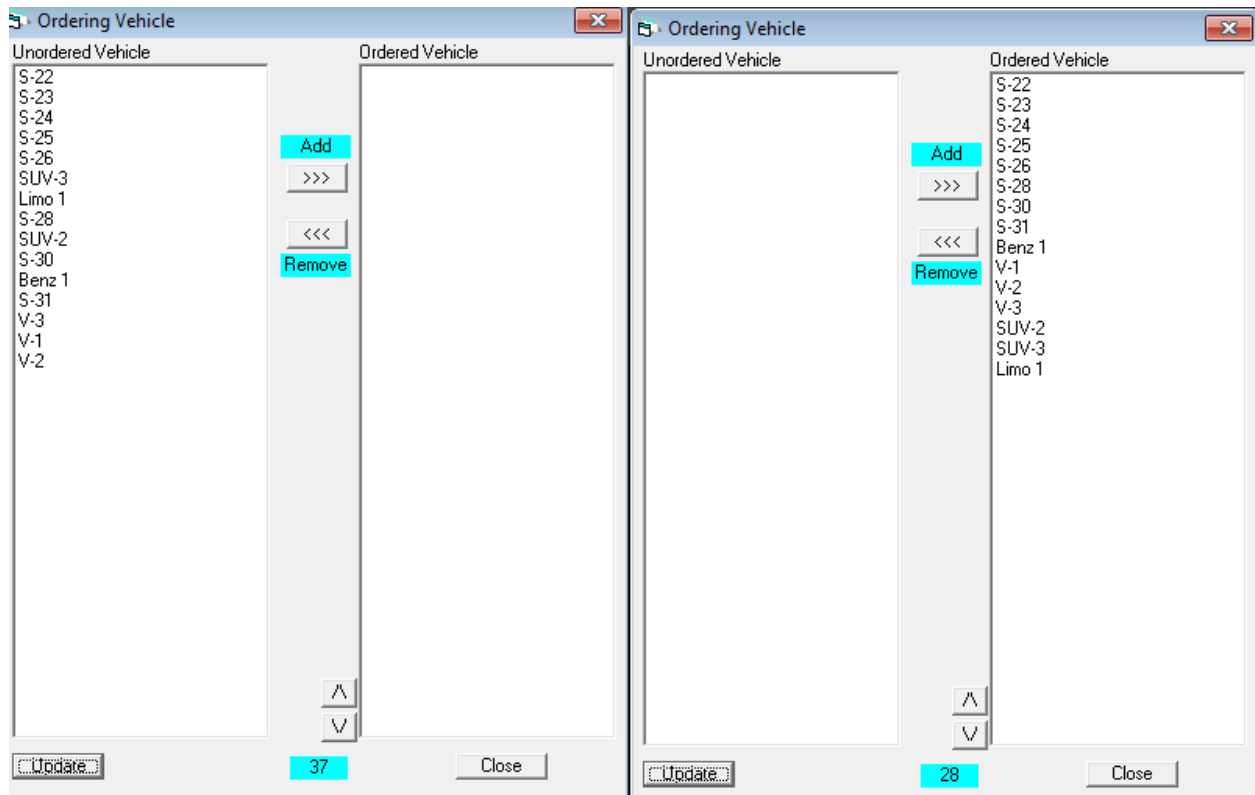 Ordering Vehicle
Unordered Vehicle
Ordered Vehicle
S-22
S-23
S-24
S-25
S-26
SUV-3
Limo 1
S-28
SUV-2
S-30
Benz 1
S-31
V-3
V-1
V-2
Add
>>>
<<<
Remove
/\
\/
Update
37
Close
Ordering Vehicle
Unordered Vehicle
Ordered Vehicle
Add
>>>
<<<
Remove
S-22
S-23
S-24
S-25
S-26
S-28
S-30
S-31
Benz 1
V-1
V-2
V-3
SUV-2
SUV-3
Limo 1
/\
\/
Update
28
Close